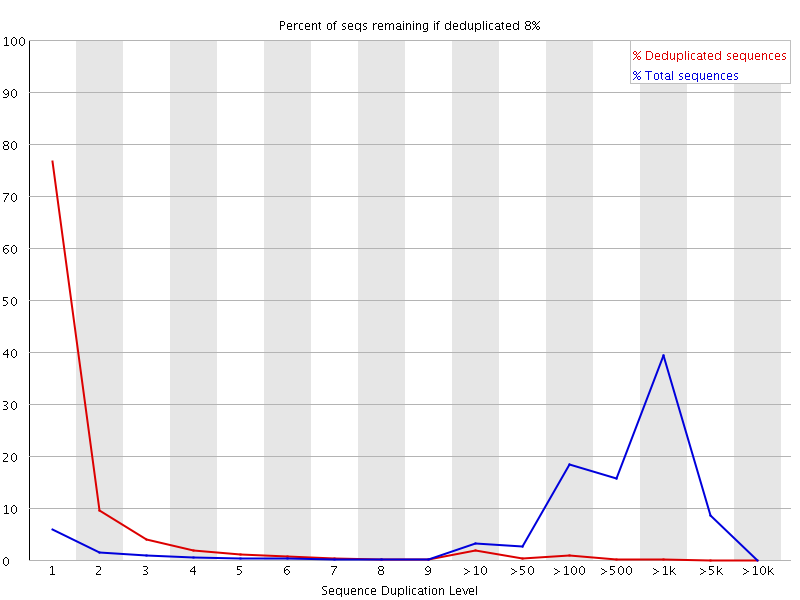 Percent of seqs remaining if deduplicated 8%
% Deduplicated sequences
% Total sequences
100
90
80
70
60
50
40
30
20
10
0
1 2 3 4 5 6 7 8 9 >10 >50 >100 >500 >1k >5k >10k
Sequence Duplication Level